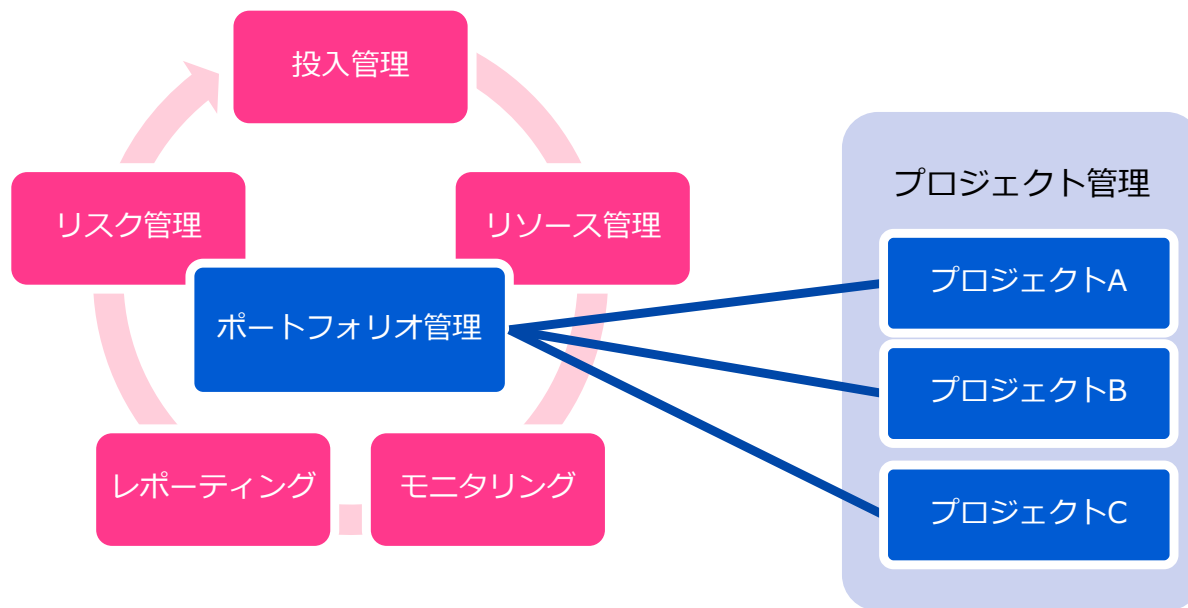 投入管理
リスク管理
リソース管理
ポートフォリオ管理
レポーティング
モニタリング
プロジェクト管理
プロジェクトA
プロジェクトB
プロジェクトC